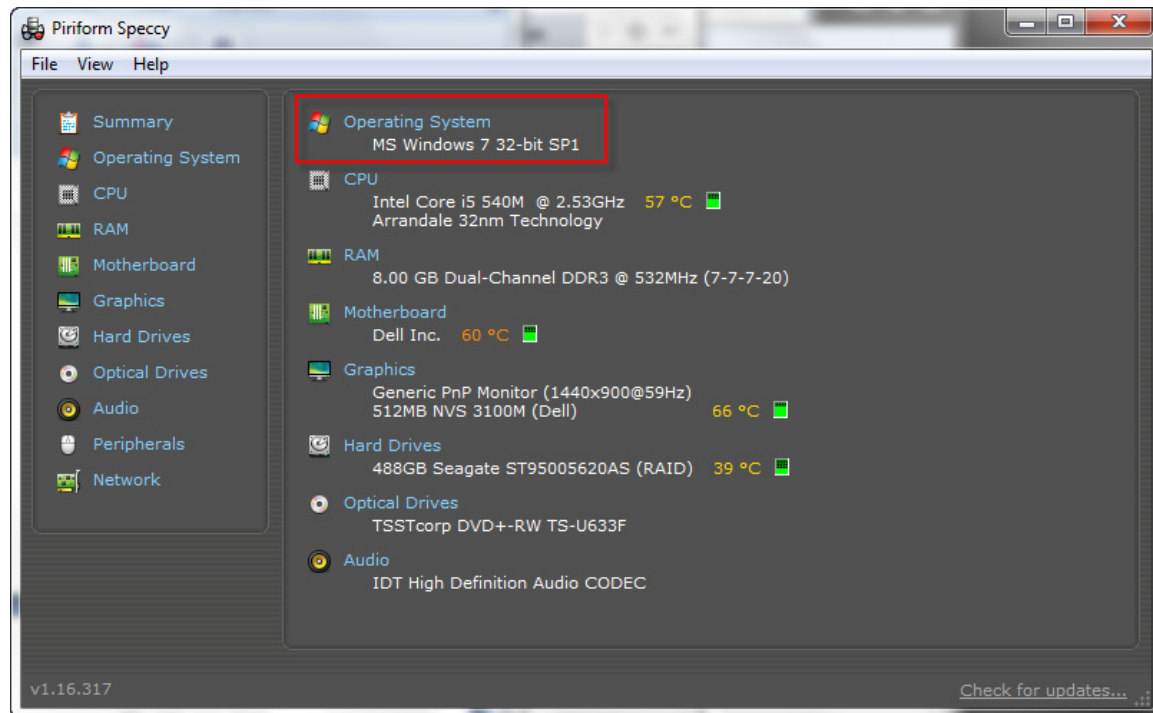 Piriform Speccy
File View Help
Summary
Operating System
CPU
RAM
Motherboard
Graphics
Hard Drives
Optical Drives
Audio
Peripherals
Network
Operating System
MS Windows 7 32-bit SP1
CPU
Intel Core i5 540M @ 2.53GHz 57 °C
Arrandale 32nm Technology
RAM
8.00 GB Dual-Channel DDR3 @ 532MHz (7-7-7-20)
Motherboard
Dell Inc. 60 °C
Graphics
Generic PnP Monitor (1440x900@59Hz)
512MB NVS 3100M (Dell) 66 °C
Hard Drives
488GB Seagate ST95005620AS (RAID) 39 °C
Optical Drives
TSSTcorp DVD+-RW TS-U633F
Audio
IDT High Definition Audio CODEC
v1.16.317 Check for updates...